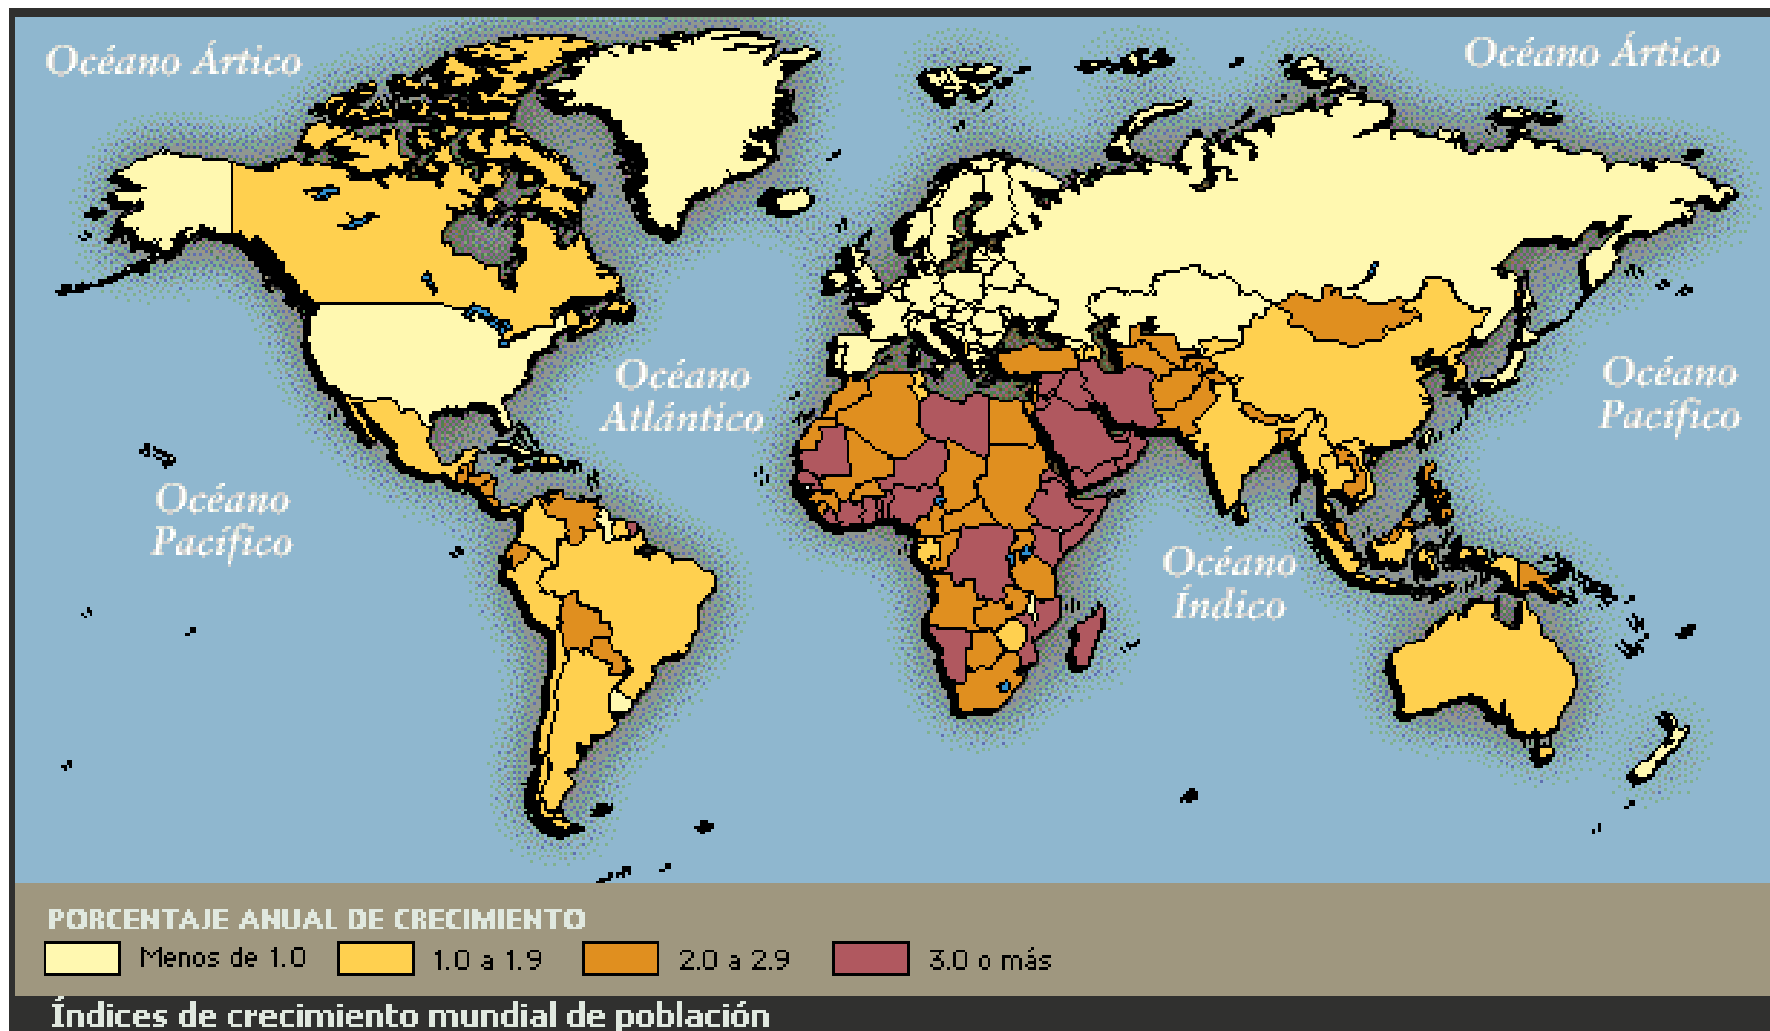 Océano Ártico
Océano Ártico
Océano
Atlántico
Océano
Pacífico
Océano
Pacífico
Océano
Índico
PORCENTAJE ANUAL DE CRECIMIENTO
Menos de 1.0
1.0 a 1.9
2.0 a 2.9
3.0 o más
Índices de crecimiento mundial de población